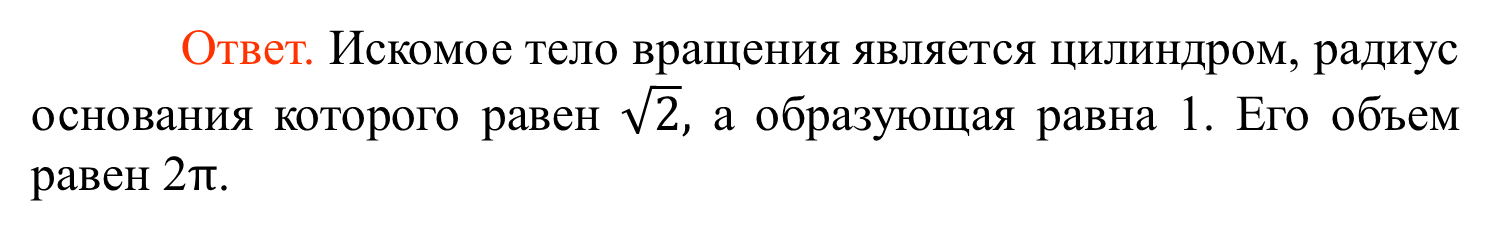 Ответ. Искомое тело вращения является цилиндром, радиус
основания которого равен √2, а образующая равна 1. Его объем
равен 2π.